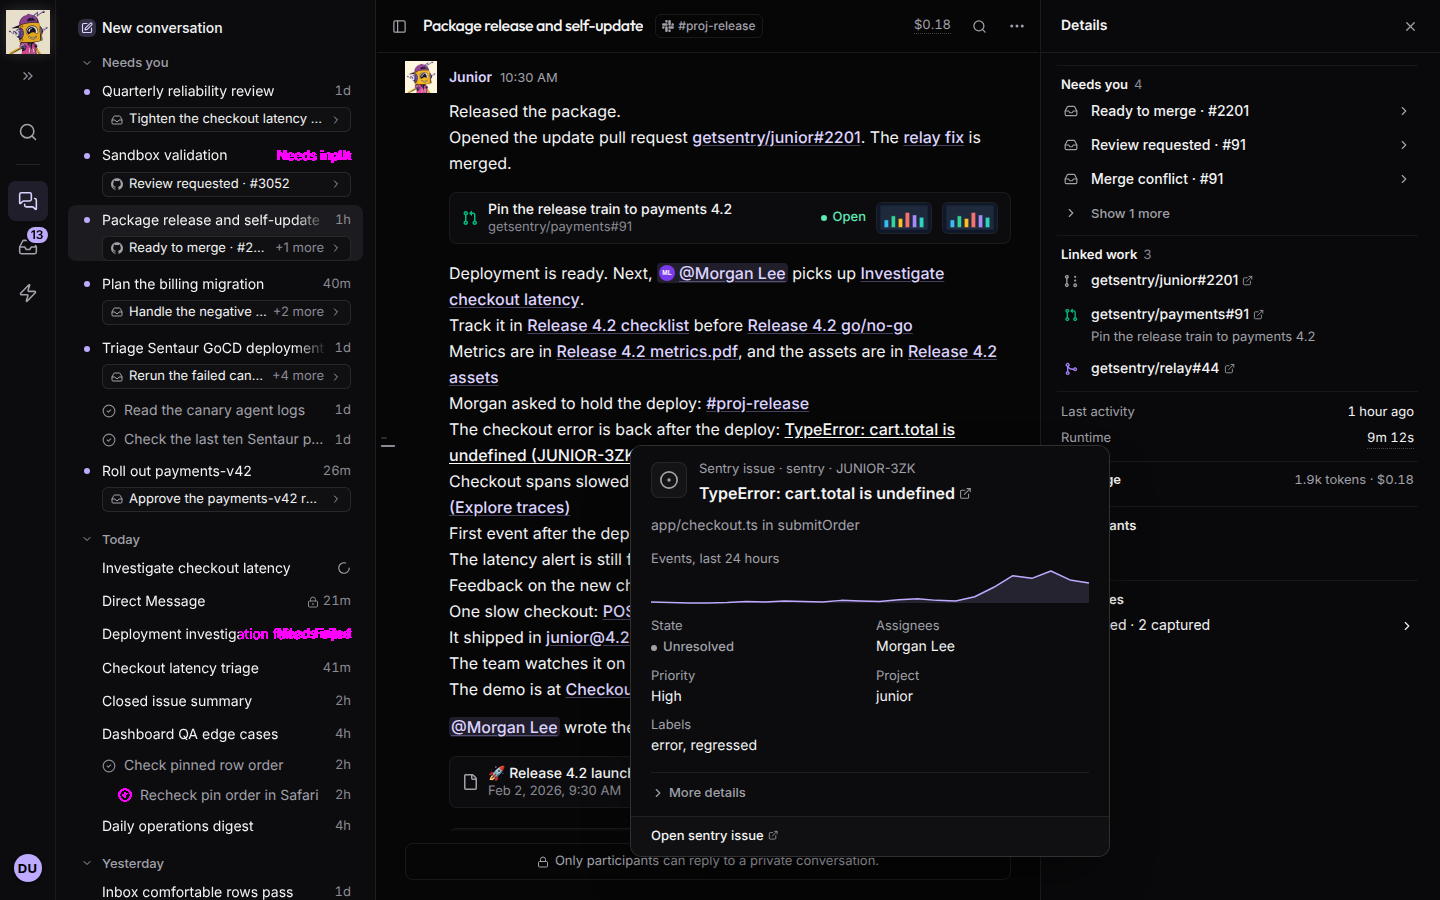 New conversation
Needs you
Quarterly reliability review 1d
Tighten the checkout latency ...
Sandbox validation
Review requested · #3052
Package release and self-update 1h
Ready to merge · #2... +1 more
Plan the billing migration 40m
Handle the negative ... +2 more
Triage Sentaur GoCD deployment 1d
Rerun the failed can... +4 more
Read the canary agent logs 1d
Check the last ten Sentaur p... 1d
Roll out payments-v42 26m
Approve the payments-v42 r...
Today
Investigate checkout latency
Direct Message 21m
Deployment investigation
Checkout latency triage 41m
Closed issue summary 2h
Dashboard QA edge cases 4h
Check pinned row order 2h
Recheck pin order in Safari 2h
Daily operations digest 4h
Yesterday
Inbox comfortable rows pass 1d
13
DU
Package release and self-update #proj-release $0.18
Junior 10:30 AM
Released the package.
Opened the update pull request getsentry/junior#2201. The relay fix is
merged.
Pin the release train to payments 4.2
getsentry/payments#91
Open
Deployment is ready. Next, ML @Morgan Lee picks up Investigate
checkout latency.
Track it in Release 4.2 checklist before Release 4.2 go/no-go
Metrics are in Release 4.2 metrics.pdf, and the assets are in Release 4.2
assets
Morgan asked to hold the deploy: #proj-release
The checkout error is back after the deploy: TypeError: cart.total is
undefined (JUNIOR-3ZK
Checkout spans slowed
(Explore traces)
First event after the dep
The latency alert is still
Feedback on the new
One slow checkout: POS
It shipped in junior@4.2
The team watches it on
The demo is at Checkou
@Morgan Lee wrote the
🚀 Release 4.2 launc
Feb 2, 2026, 9:30 AM
Only participants can reply to a private conversation.
Sentry issue · sentry · JUNIOR-3ZK
TypeError: cart.total is undefined
app/checkout.ts in submitOrder
Events, last 24 hours
State Assignees
Unresolved Morgan Lee
Priority Project
High junior
Labels
error, regressed
More details
Open sentry issue
Details
Needs you 4
Ready to merge · #2201
Review requested · #91
Merge conflict · #91
Show 1 more
Linked work 3
getsentry/junior#2201
getsentry/payments#91
Pin the release train to payments 4.2
getsentry/relay#44
Last activity 1 hour ago
Runtime 9m 12s
ge 1.9k tokens · $0.18
ants
es
ed · 2 captured